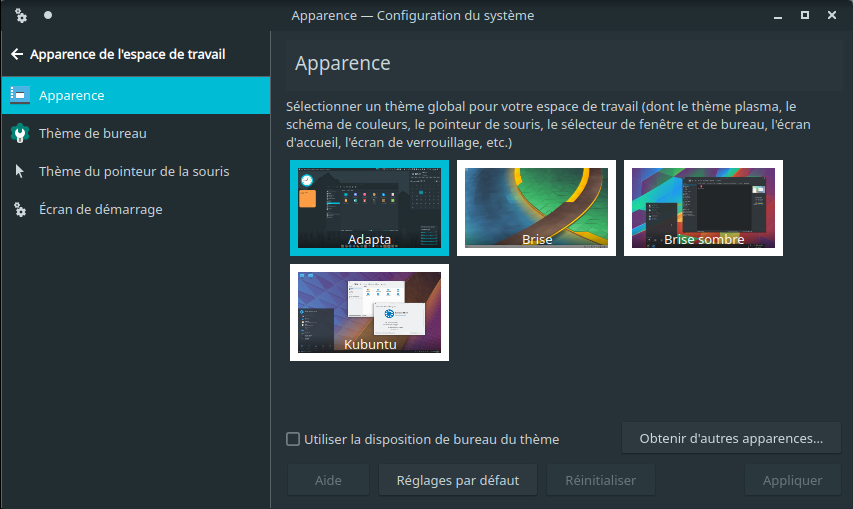 Apparence — Configuration du système
Apparence de l'espace de travail
Apparence
Thème de bureau
Thème du pointeur de la souris
Écran de démarrage
Apparence
Sélectionner un thème global pour votre espace de travail (dont le thème plasma, le
schéma de couleurs, le pointeur de souris, le sélecteur de fenêtre et de bureau, l'écran
d'accueil, l'écran de verrouillage, etc.)
Adapta
Brise
Brise sombre
Kubuntu
Utiliser la disposition de bureau du thème
Obtenir d'autres apparences...
Aide
Réglages par défaut
Réinitialiser
Appliquer